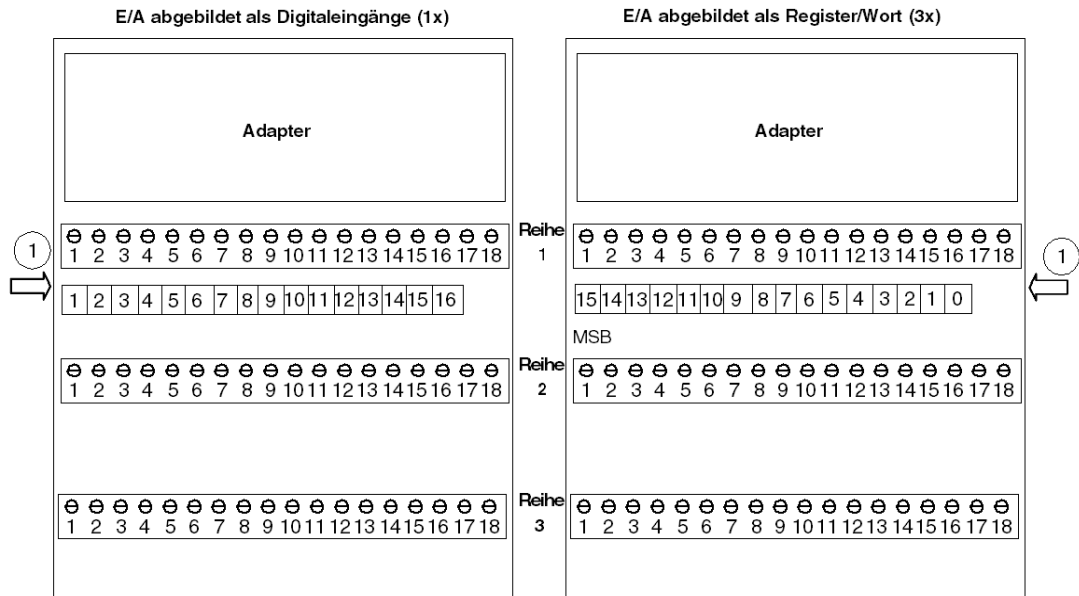 E/A abgebildet als Digitaleingänge (1x)
E/A abgebildet als Register/Wort (3x)
Adapter
Adapter
1
1 2 3 4 5 6 7 8 9 10 11 12 13 14 15 16 17 18
Reihe
1
1 2 3 4 5 6 7 8 9 10 11 12 13 14 15 16 17 18
1
1 2 3 4 5 6 7 8 9 10 11 12 13 14 15 16
15 14 13 12 11 10 9 8 7 6 5 4 3 2 1 0
MSB
1 2 3 4 5 6 7 8 9 10 11 12 13 14 15 16 17 18
Reihe
2
1 2 3 4 5 6 7 8 9 10 11 12 13 14 15 16 17 18
1 2 3 4 5 6 7 8 9 10 11 12 13 14 15 16 17 18
Reihe
3
1 2 3 4 5 6 7 8 9 10 11 12 13 14 15 16 17 18